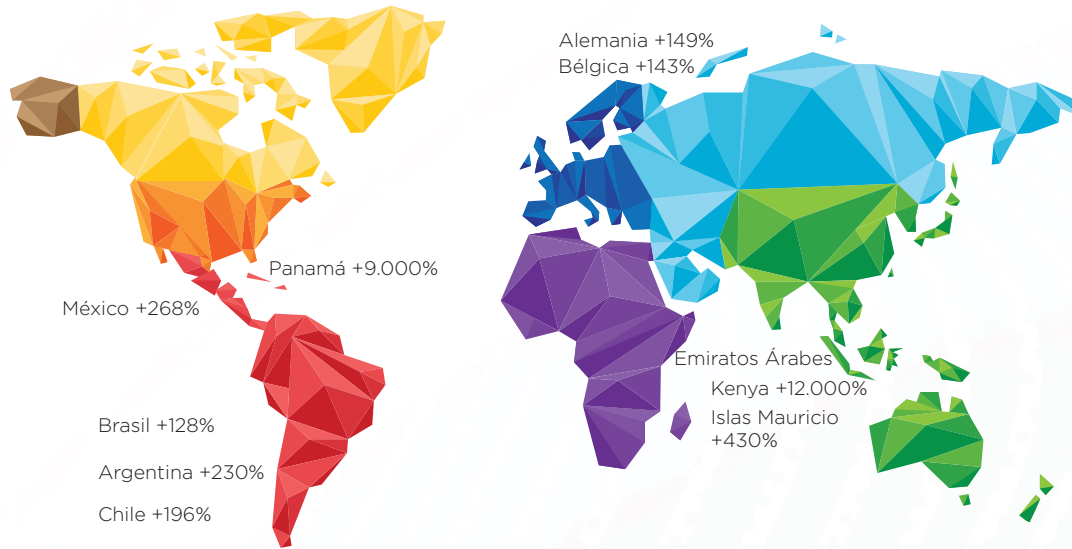 Alemania +149%
Bélgica +143%
Panamá +9.000%
México +268%
Emiratos Árabes
Kenya +12.000%
Islas Mauricio
+430%
Brasil +128%
Argentina +230%
Chile +196%